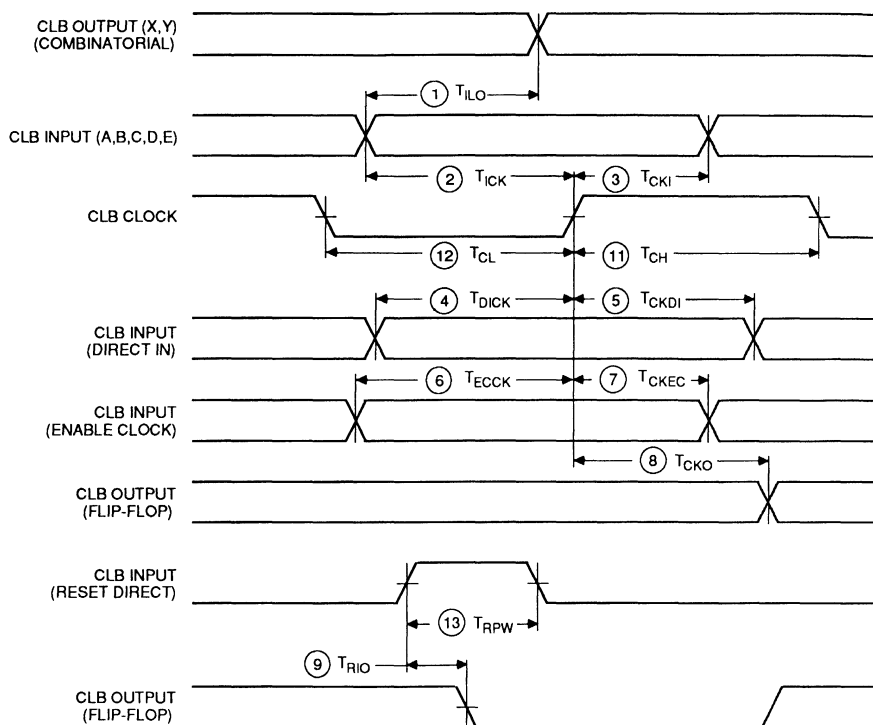 CLB OUTPUT (X,Y)
(COMBINATORIAL)
1 TILO
CLB INPUT (A,B,C,D,E)
2 TICK
3 TCKI
CLB CLOCK
12 TCL
11 TCH
4 TDICK
5 TCKDI
CLB INPUT
(DIRECT IN)
6 TECCK
7 TCKEC
CLB INPUT
(ENABLE CLOCK)
8 TCKO
CLB OUTPUT
(FLIP-FLOP)
CLB INPUT
(RESET DIRECT)
13 TRPW
9 TRIO
CLB OUTPUT
(FLIP-FLOP)